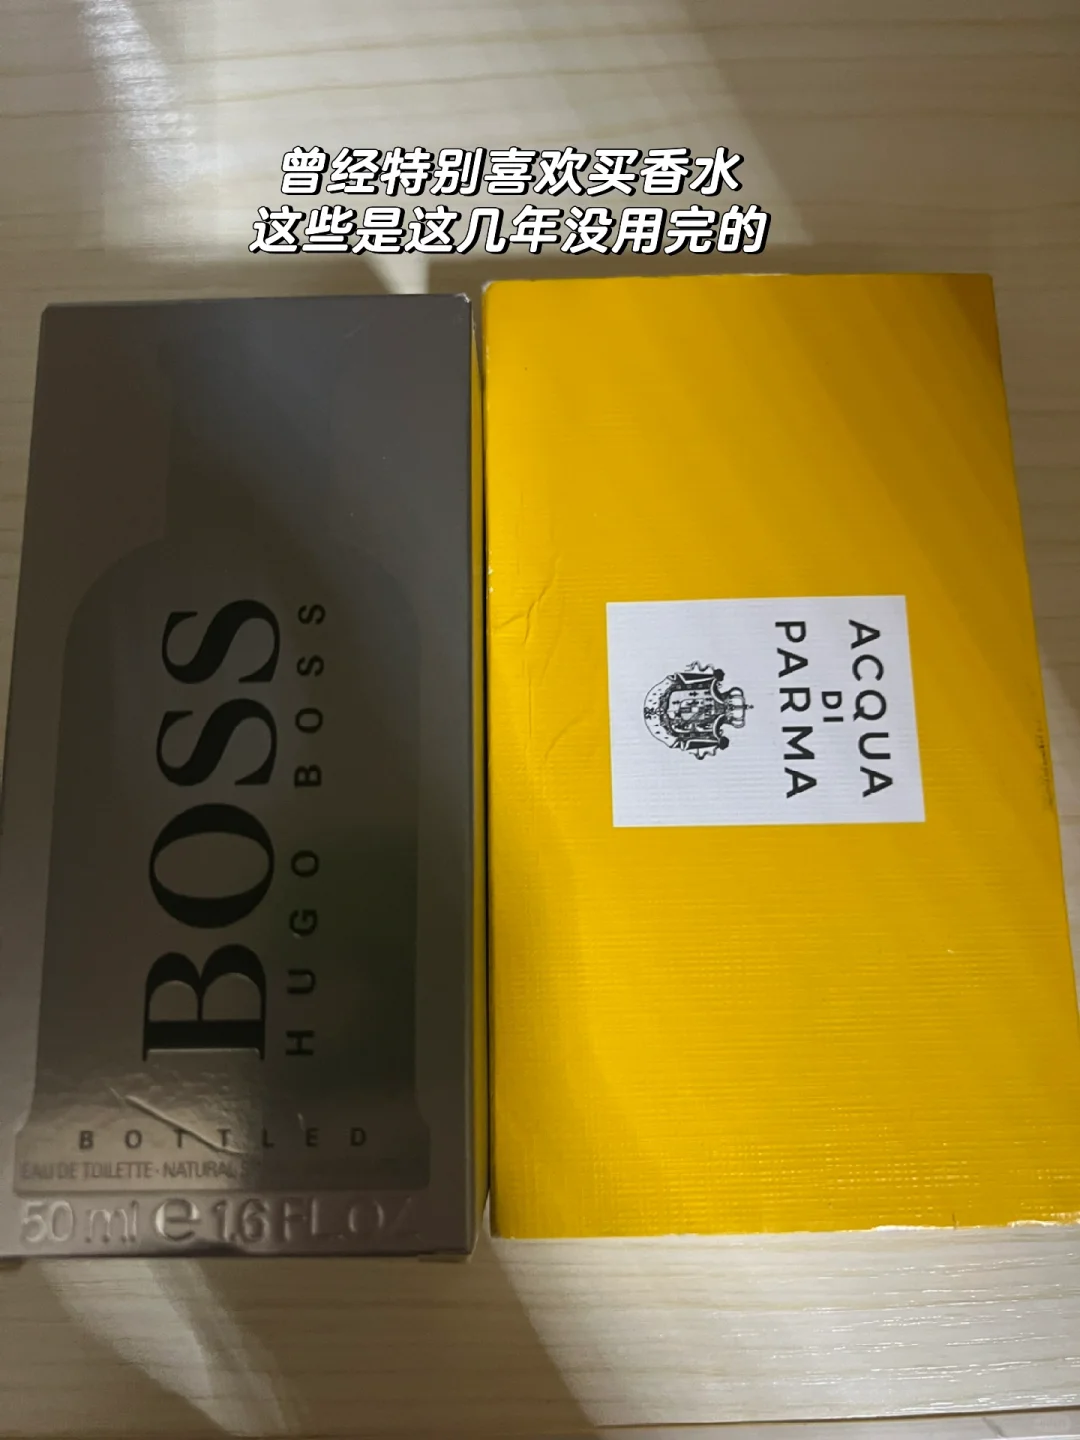 曾经特别喜欢买香水
这些是这几年没用完的
BOSS
HUGO BOSS
BOTTLED
EAU DE TOILETTE · NATURAL
50 ml e 1.6 FL.OZ
ACQUA
DI
PARMA